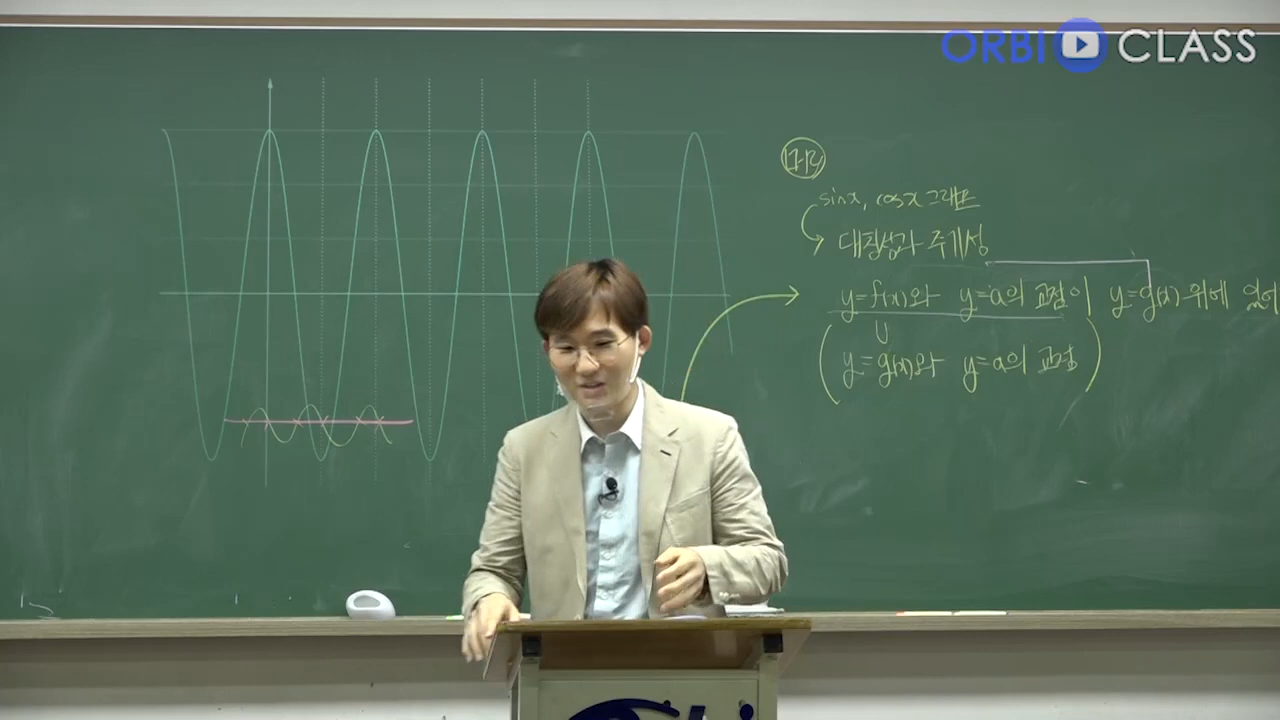 ORBI CLASS
sinx, cosx 그래프
대칭성과 주기성
y=f(x)와 y=a의 교점이 y=g(x) 위에 있어
∪
y=g(x)와 y=a의 교점